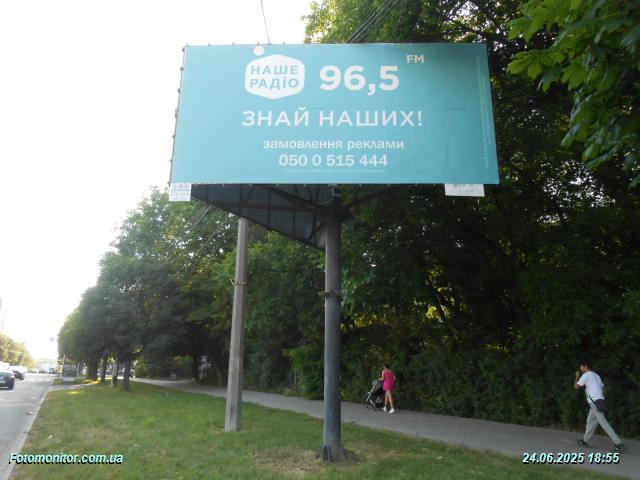 НАШЕ
РАДІО
96,5 FM
ЗНАЙ НАШИХ!
замовлення реклами
050 0 515 444
Fotomonitor.com.ua
24.06.2025 18:55